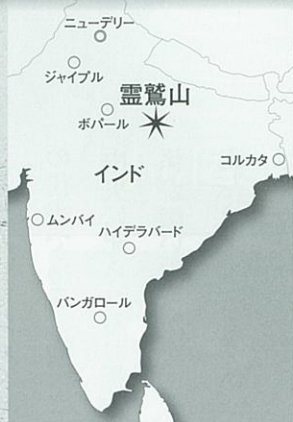 ニューデリー
ジャイプル
霊鷲山
ボパール
コルカタ
インド
ムンバイ
ハイデラバード
バンガロール